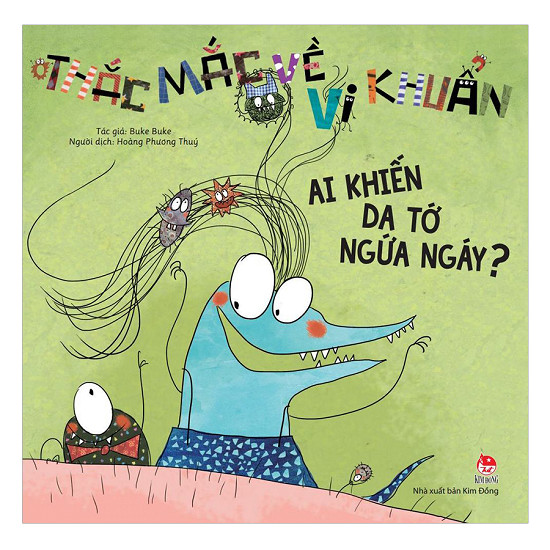 THẮC MẮC VỀ VI KHUẨN
Tác giả: Buke Buke
Người dịch: Hoàng Phương Thuý
AI KHIẾN
DA TỚ
NGỨA NGÁY?
KIM ĐỒNG
Nhà xuất bản Kim Đồng